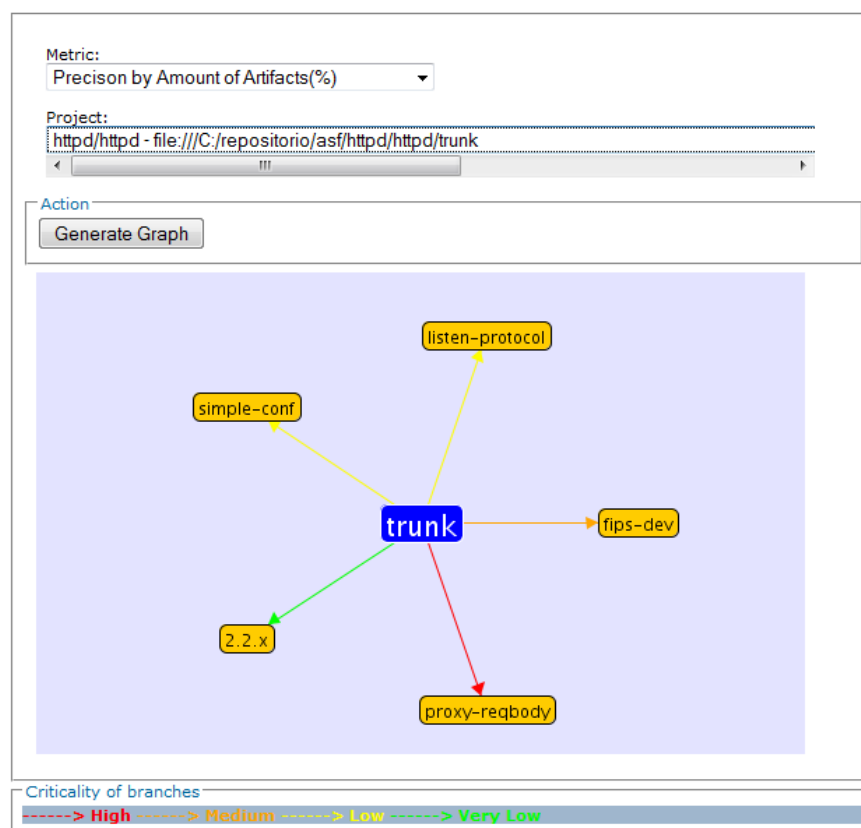 Metric:
Precison by Amount of Artifacts(%)
Project:
httpd/httpd - file:///C:/repositorio/asf/httpd/httpd/trunk
Action
Generate Graph
listen-protocol
simple-conf
trunk
fips-dev
2.2.x
proxy-reqbody
Criticality of branches
------> High ------> Medium ------> Low ------> Very Low